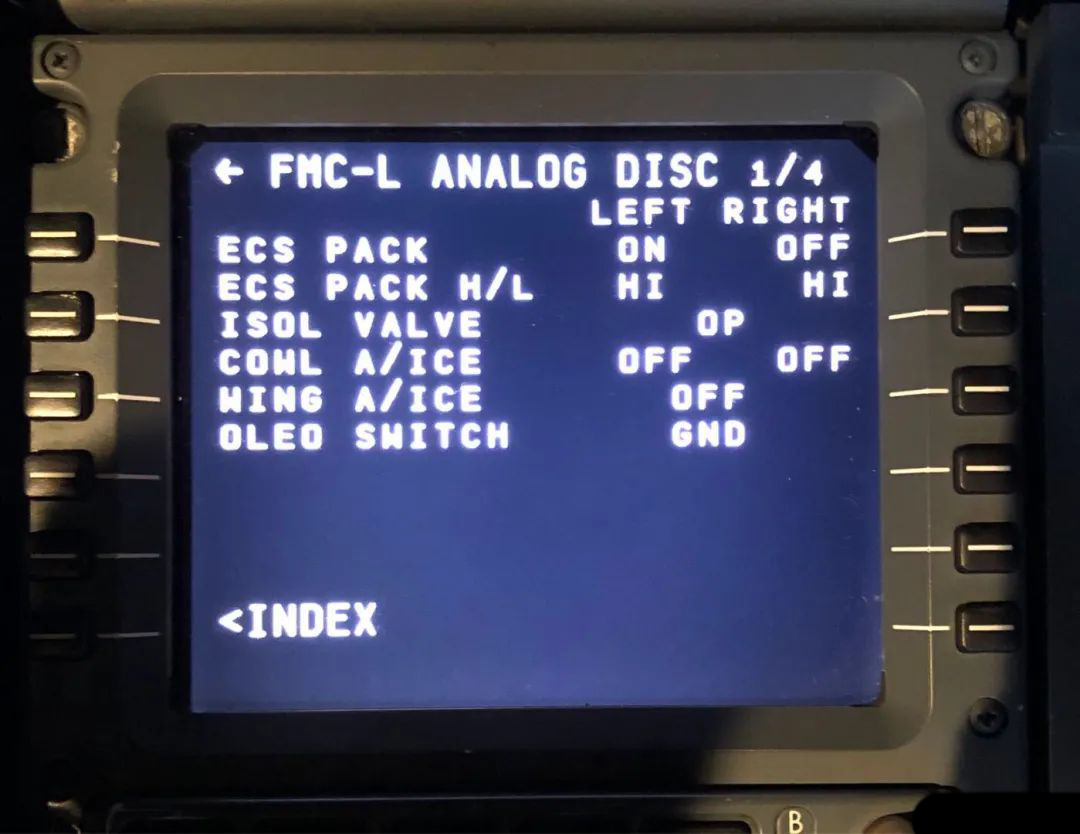 ← FMC-L ANALOG DISC 1/4
LEFT RIGHT
ECS PACK ON OFF
ECS PACK H/L HI HI
ISOL VALVE OP
COWL A/ICE OFF OFF
WING A/ICE OFF
OLEO SWITCH GND
<INDEX
B